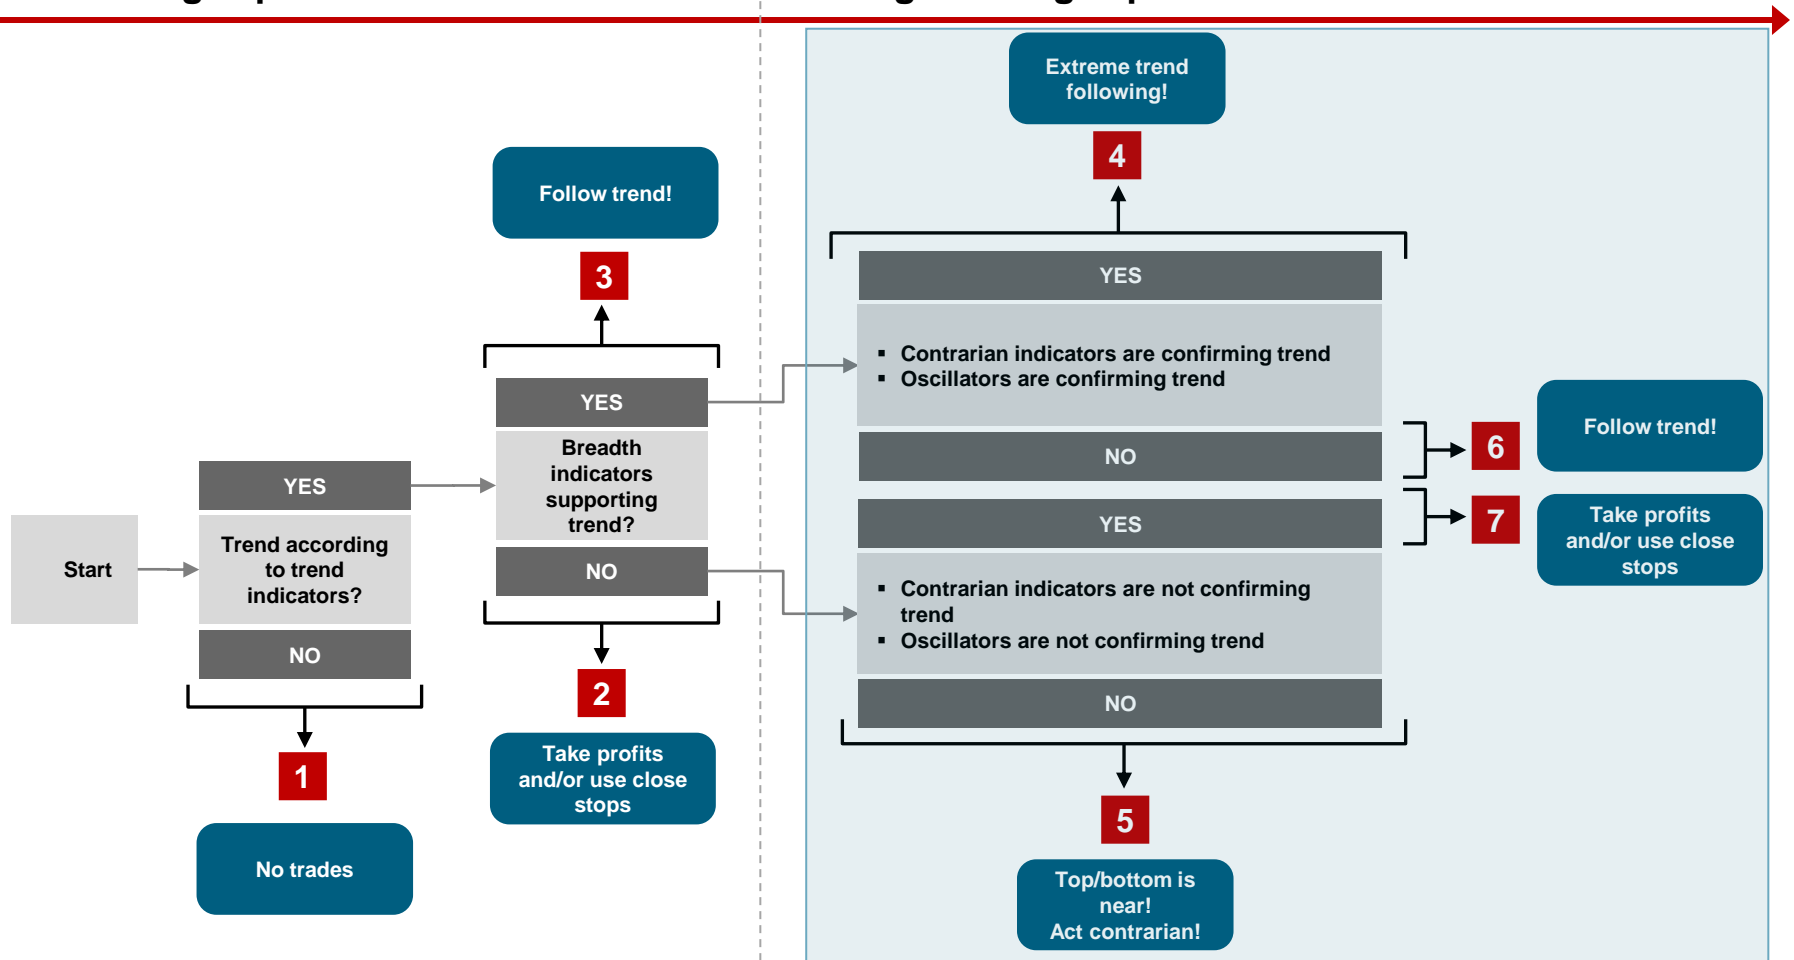 Extreme trend
following!
4
Follow trend!
3
YES
Contrarian indicators are confirming trend
Oscillators are confirming trend
NO
6
Follow trend!
YES
Breadth
indicators
supporting
trend?
NO
YES
7
Take profits
and/or use close
stops
YES
Start
Trend according
to trend
indicators?
NO
Contrarian indicators are not confirming
trend
Oscillators are not confirming trend
NO
2
Take profits
and/or use close
stops
1
No trades
5
Top/bottom is
near!
Act contrarian!